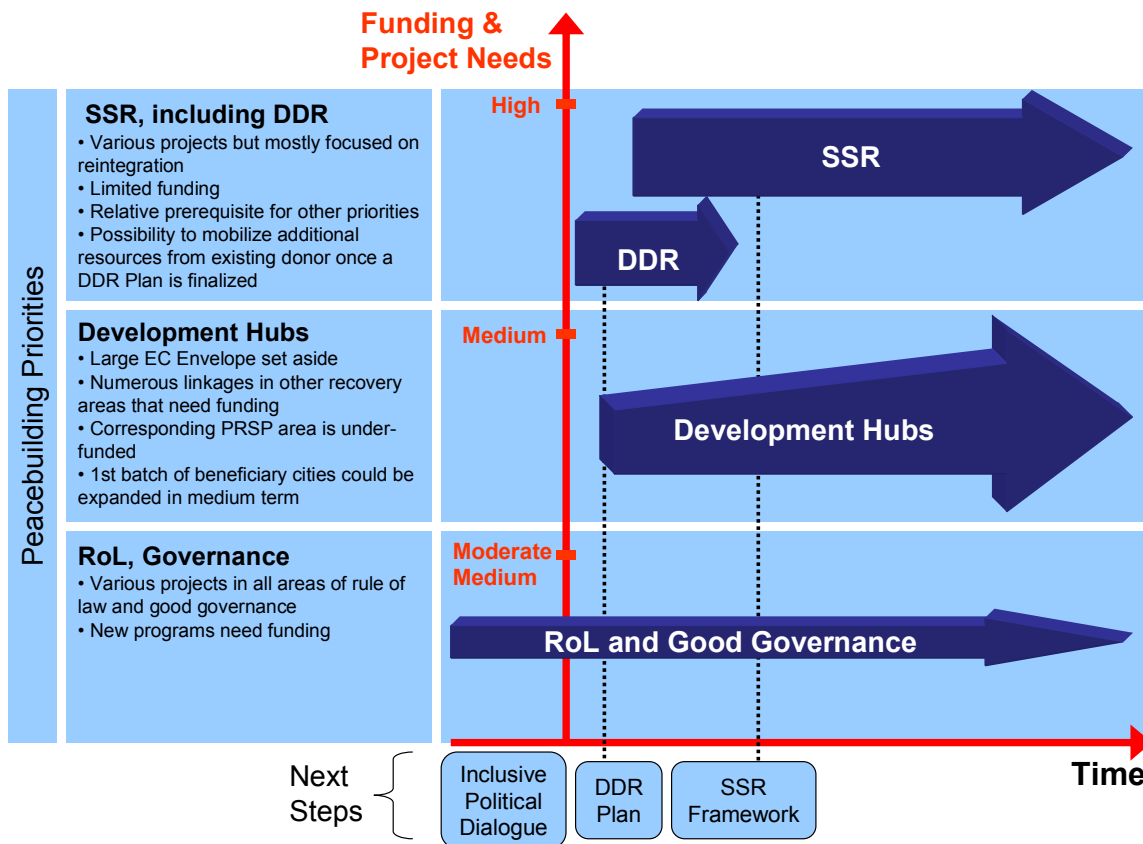 Funding &
Project Needs
Peacebuilding Priorities
SSR, including DDR
• Various projects but mostly focused on
reintegration
• Limited funding
• Relative prerequisite for other priorities
• Possibility to mobilize additional
resources from existing donor once a
DDR Plan is finalized
High
SSR
DDR
Development Hubs
• Large EC Envelope set aside
• Numerous linkages in other recovery
areas that need funding
• Corresponding PRSP area is under-
funded
• 1st batch of beneficiary cities could be
expanded in medium term
Medium
Development Hubs
RoL, Governance
• Various projects in all areas of rule of
law and good governance
• New programs need funding
Moderate
Medium
RoL and Good Governance
Time
Next
Steps
Inclusive
Political
Dialogue
DDR
Plan
SSR
Framework